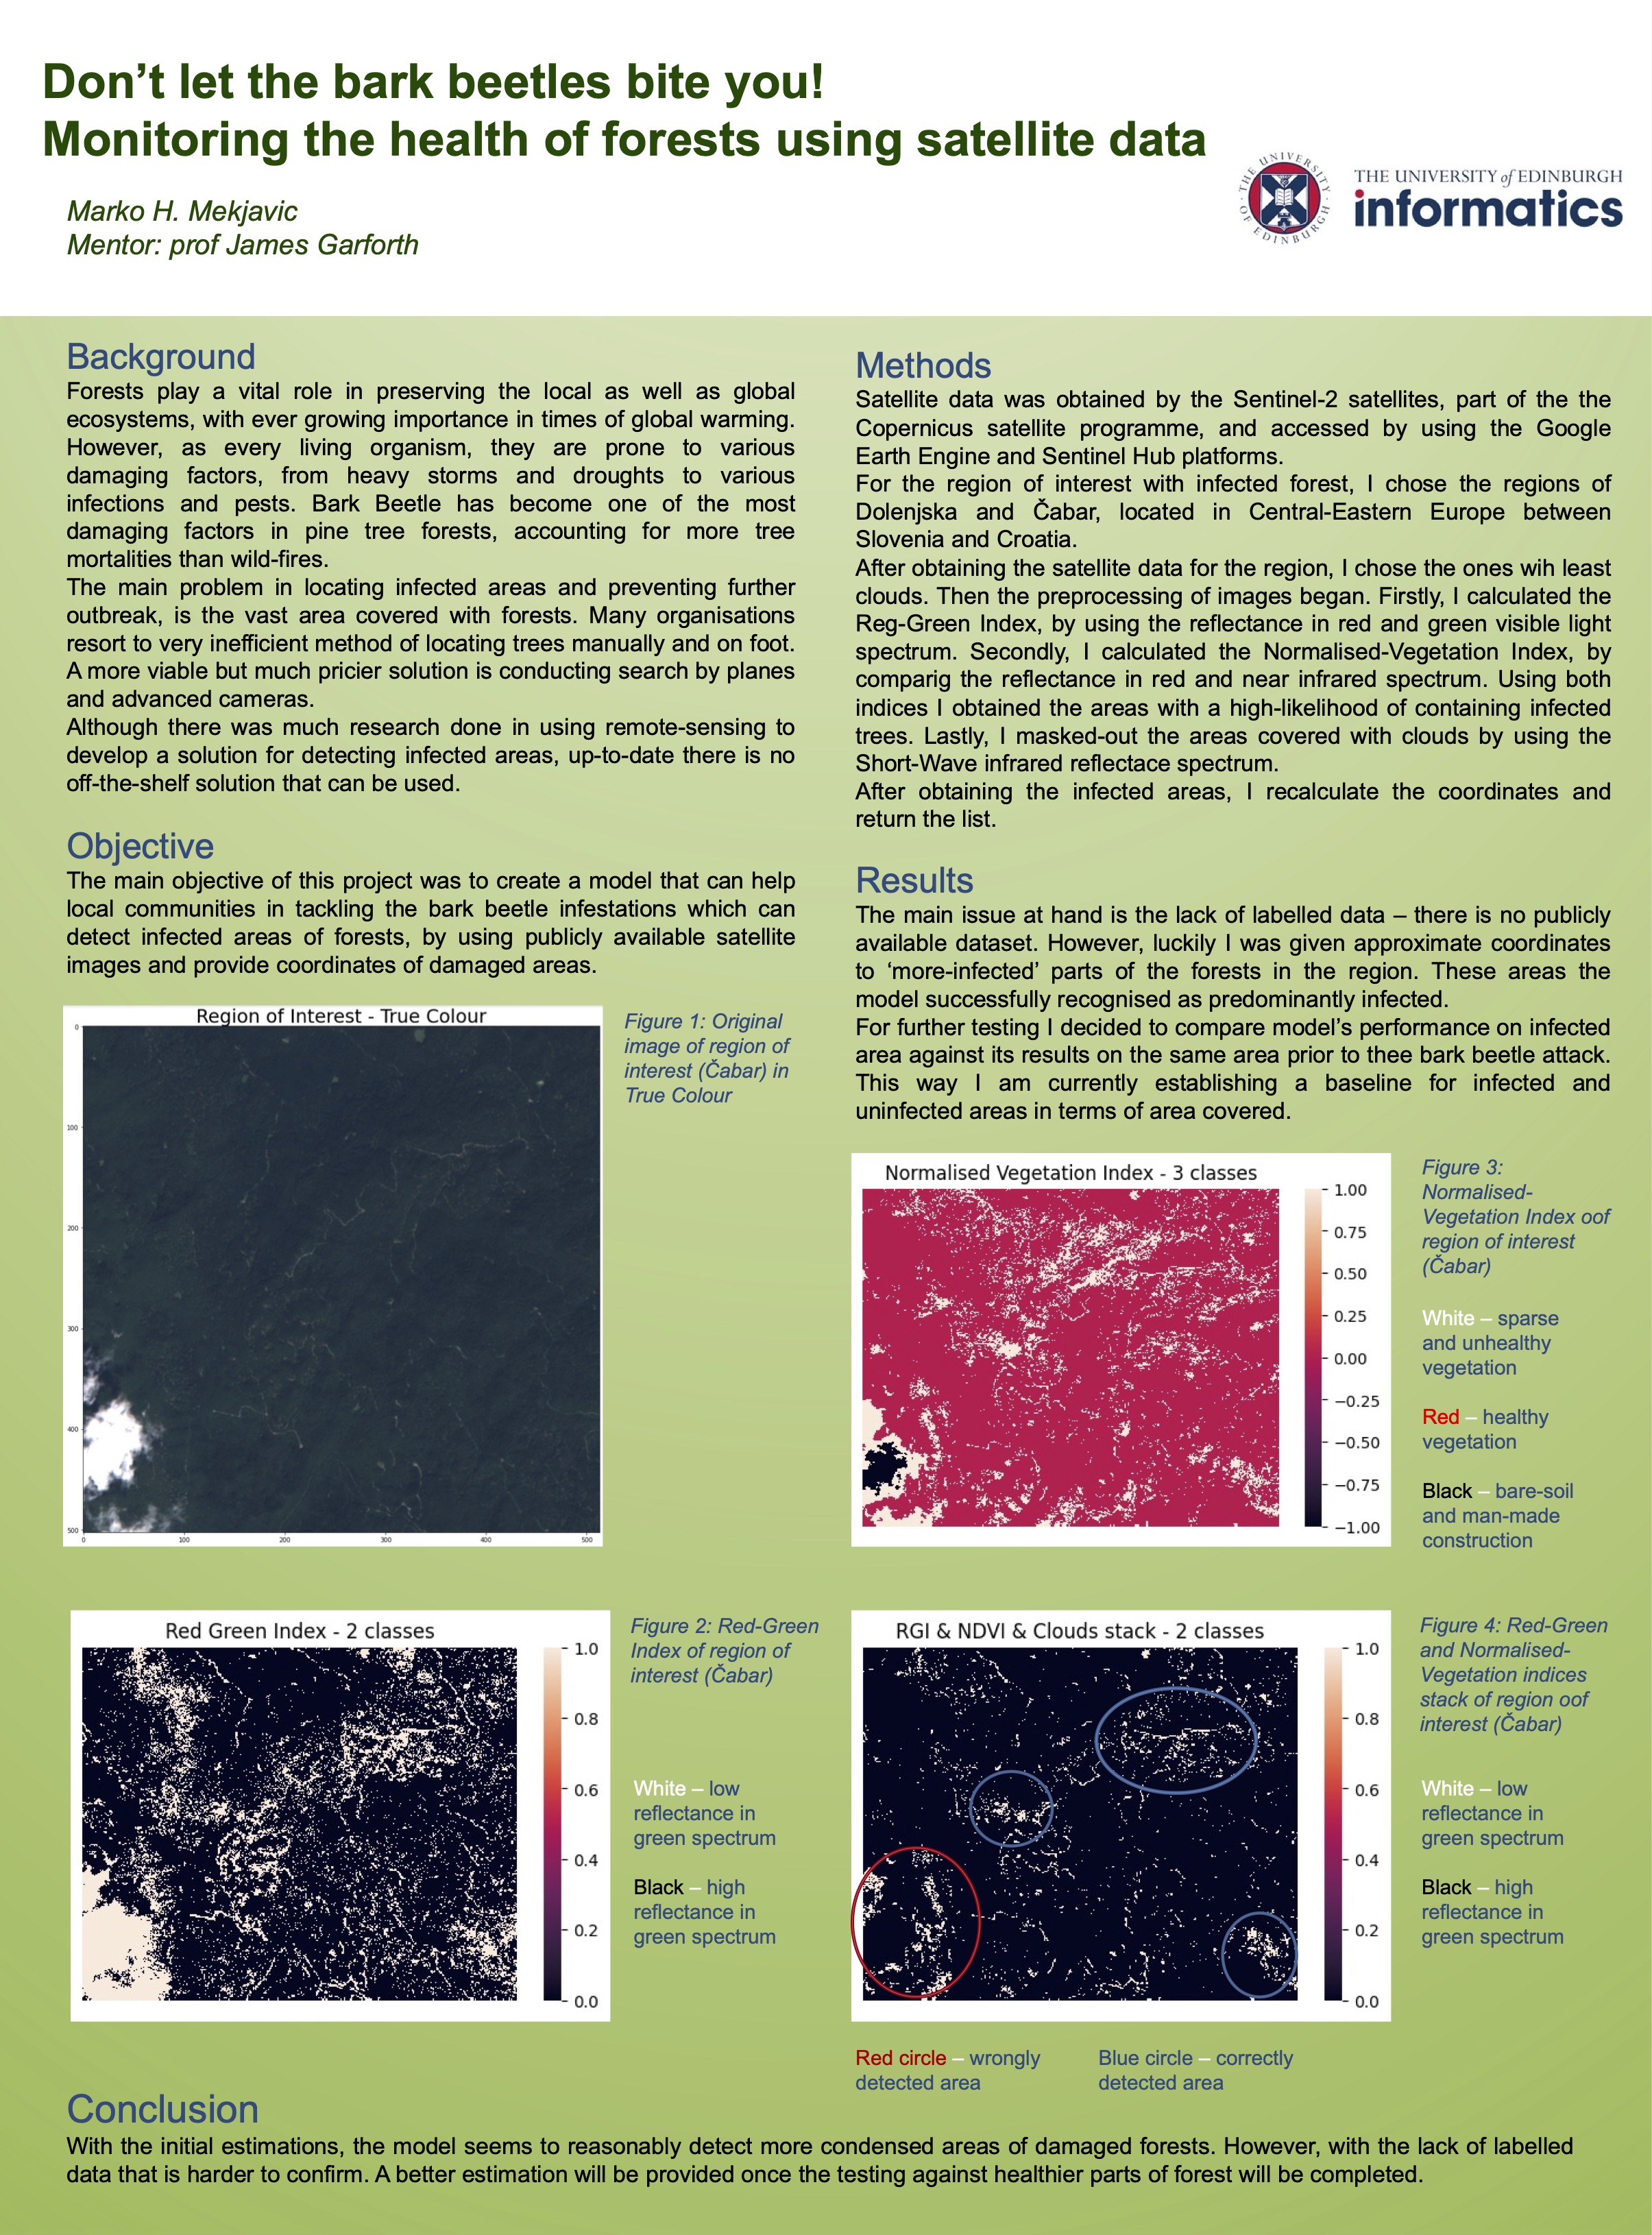 Don’t let the bark beetles bite you!
Monitoring the health of forests using satellite data
Marko H. Mekjavic
Mentor: prof James Garforth
THE UNIVERSITY OF EDINBURGH
THE UNIVERSITY of EDINBURGH
informatics
Background
Forests play a vital role in preserving the local as well as global
ecosystems, with ever growing importance in times of global warming.
However, as every living organism, they are prone to various
damaging factors, from heavy storms and droughts to various
infections and pests. Bark Beetle has become one of the most
damaging factors in pine tree forests, accounting for more tree
mortalities than wild-fires.
The main problem in locating infected areas and preventing further
outbreak, is the vast area covered with forests. Many organisations
resort to very inefficient method of locating trees manually and on foot.
A more viable but much pricier solution is conducting search by planes
and advanced cameras.
Although there was much research done in using remote-sensing to
develop a solution for detecting infected areas, up-to-date there is no
off-the-shelf solution that can be used.
Objective
The main objective of this project was to create a model that can help
local communities in tackling the bark beetle infestations which can
detect infected areas of forests, by using publicly available satellite
images and provide coordinates of damaged areas.
Region of Interest - True Colour
0
100
200
300
400
500
0 100 200 300 400 500
Figure 1: Original
image of region of
interest (Čabar) in
True Colour
Red Green Index - 2 classes
1.0
0.8
0.6
0.4
0.2
0.0
Figure 2: Red-Green
Index of region of
interest (Čabar)
White – low
reflectance in
green spectrum
Black – high
reflectance in
green spectrum
Methods
Satellite data was obtained by the Sentinel-2 satellites, part of the the
Copernicus satellite programme, and accessed by using the Google
Earth Engine and Sentinel Hub platforms.
For the region of interest with infected forest, I chose the regions of
Dolenjska and Čabar, located in Central-Eastern Europe between
Slovenia and Croatia.
After obtaining the satellite data for the region, I chose the ones wih least
clouds. Then the preprocessing of images began. Firstly, I calculated the
Reg-Green Index, by using the reflectance in red and green visible light
spectrum. Secondly, I calculated the Normalised-Vegetation Index, by
comparig the reflectance in red and near infrared spectrum. Using both
indices I obtained the areas with a high-likelihood of containing infected
trees. Lastly, I masked-out the areas covered with clouds by using the
Short-Wave infrared reflectace spectrum.
After obtaining the infected areas, I recalculate the coordinates and
return the list.
Results
The main issue at hand is the lack of labelled data – there is no publicly
available dataset. However, luckily I was given approximate coordinates
to ‘more-infected’ parts of the forests in the region. These areas the
model successfully recognised as predominantly infected.
For further testing I decided to compare model’s performance on infected
area against its results on the same area prior to thee bark beetle attack.
This way I am currently establishing a baseline for infected and
uninfected areas in terms of area covered.
Normalised Vegetation Index - 3 classes
1.00
0.75
0.50
0.25
0.00
−0.25
−0.50
−0.75
−1.00
Figure 3:
Normalised-
Vegetation Index oof
region of interest
(Čabar)
White – sparse
and unhealthy
vegetation
Red – healthy
vegetation
Black – bare-soil
and man-made
construction
RGI & NDVI & Clouds stack - 2 classes
1.0
0.8
0.6
0.4
0.2
0.0
Figure 4: Red-Green
and Normalised-
Vegetation indices
stack of region oof
interest (Čabar)
White – low
reflectance in
green spectrum
Black – high
reflectance in
green spectrum
Red circle – wrongly
detected area
Blue circle – correctly
detected area
Conclusion
With the initial estimations, the model seems to reasonably detect more condensed areas of damaged forests. However, with the lack of labelled
data that is harder to confirm. A better estimation will be provided once the testing against healthier parts of forest will be completed.